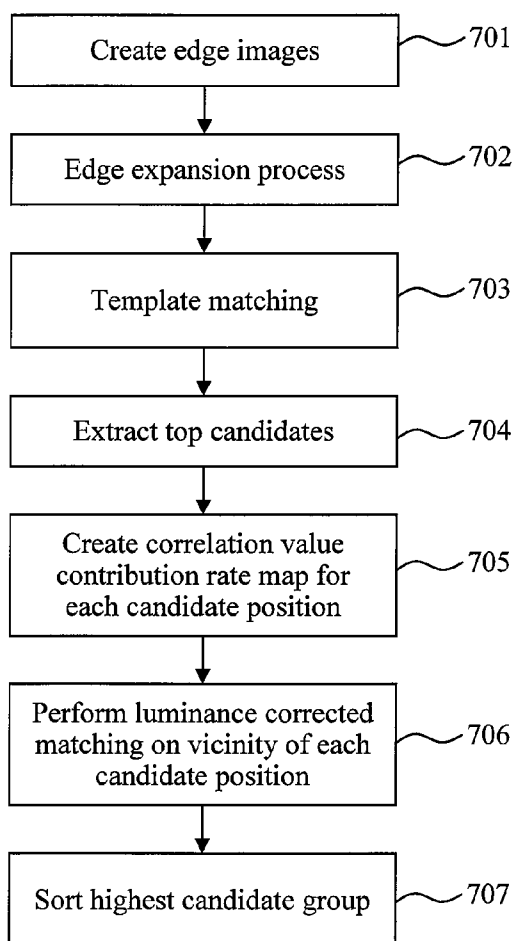 Create edge images
701
Edge expansion process
702
Template matching
703
Extract top candidates
704
Create correlation value
contribution rate map for
each candidate position
705
Perform luminance corrected
matching on vicinity of each
candidate position
706
Sort highest candidate group
707